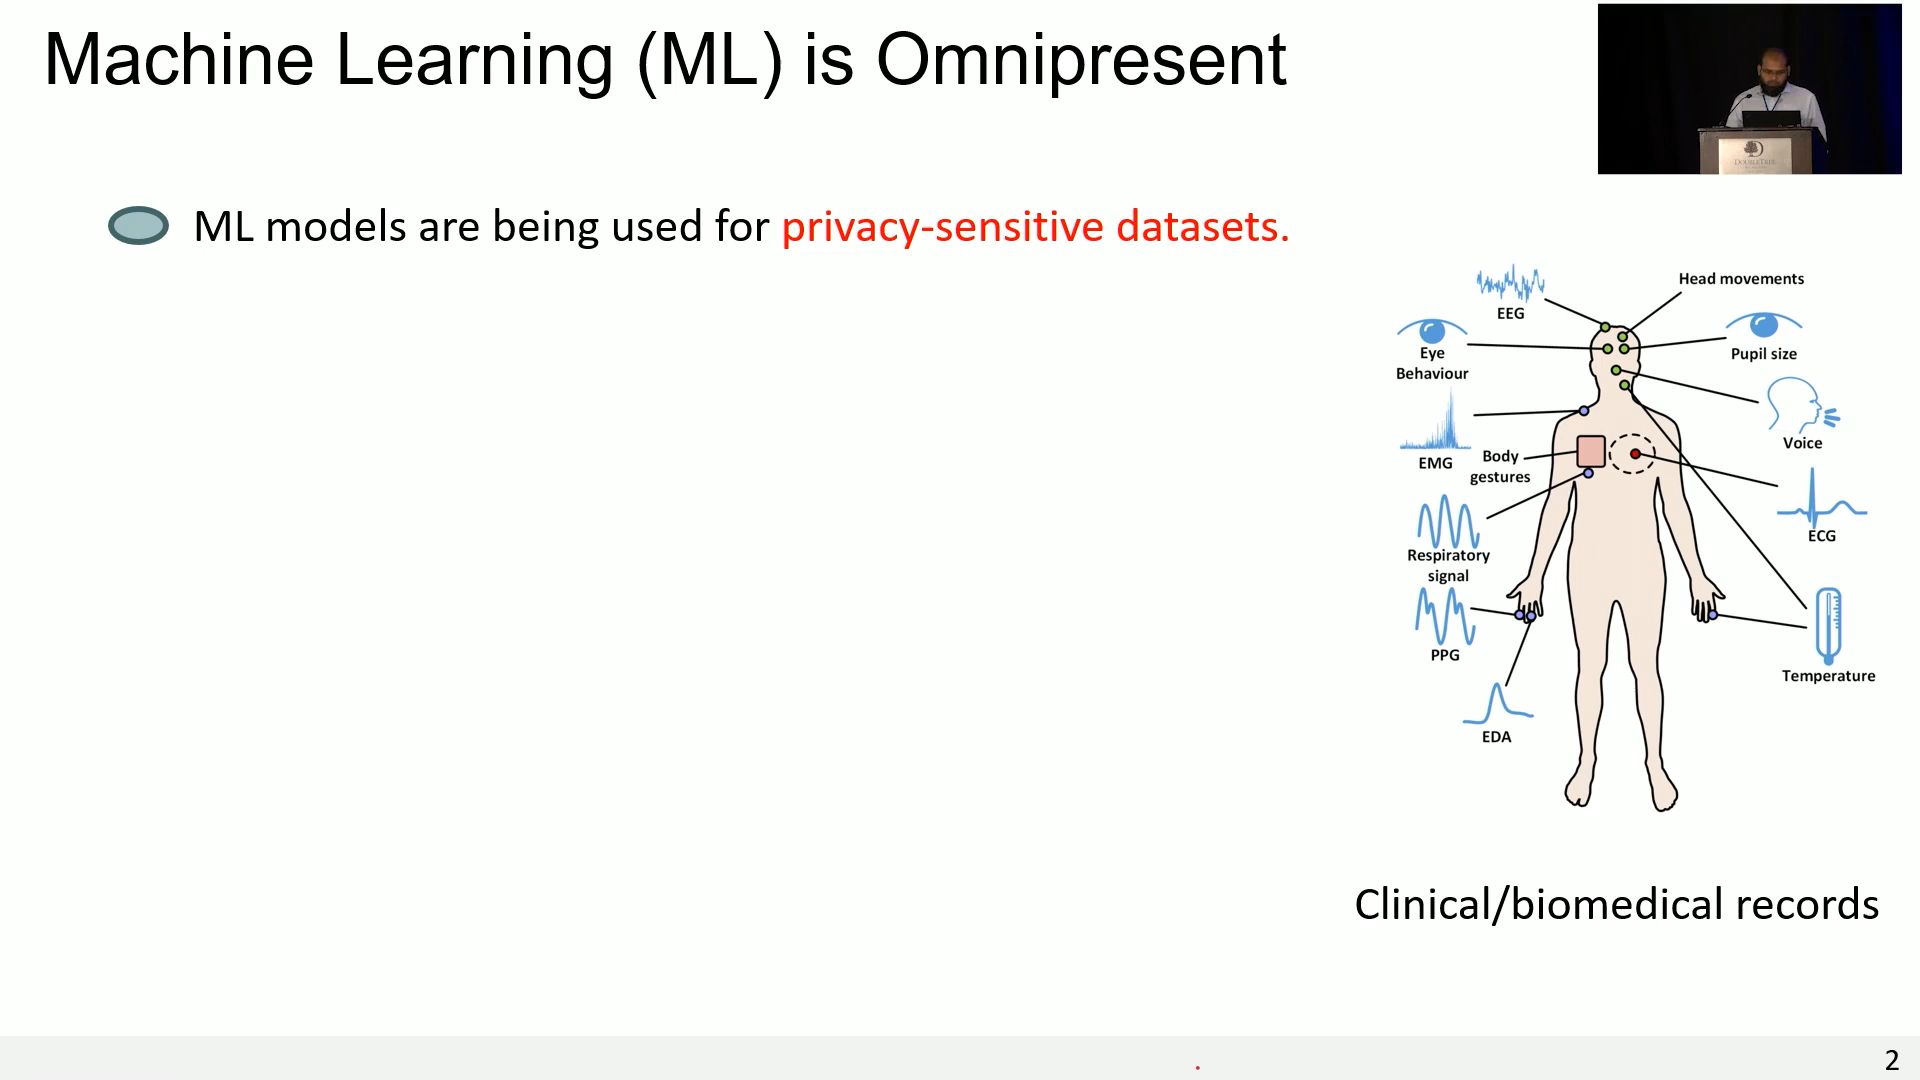 Machine Learning (ML) is Omnipresent
DOUBLETREE
ML models are being used for privacy-sensitive datasets.
Head movements
EEG
Eye
Behaviour
Pupil size
Voice
EMG
Body
gestures
ECG
Respiratory
signal
PPG
Temperature
EDA
Clinical/biomedical records
2